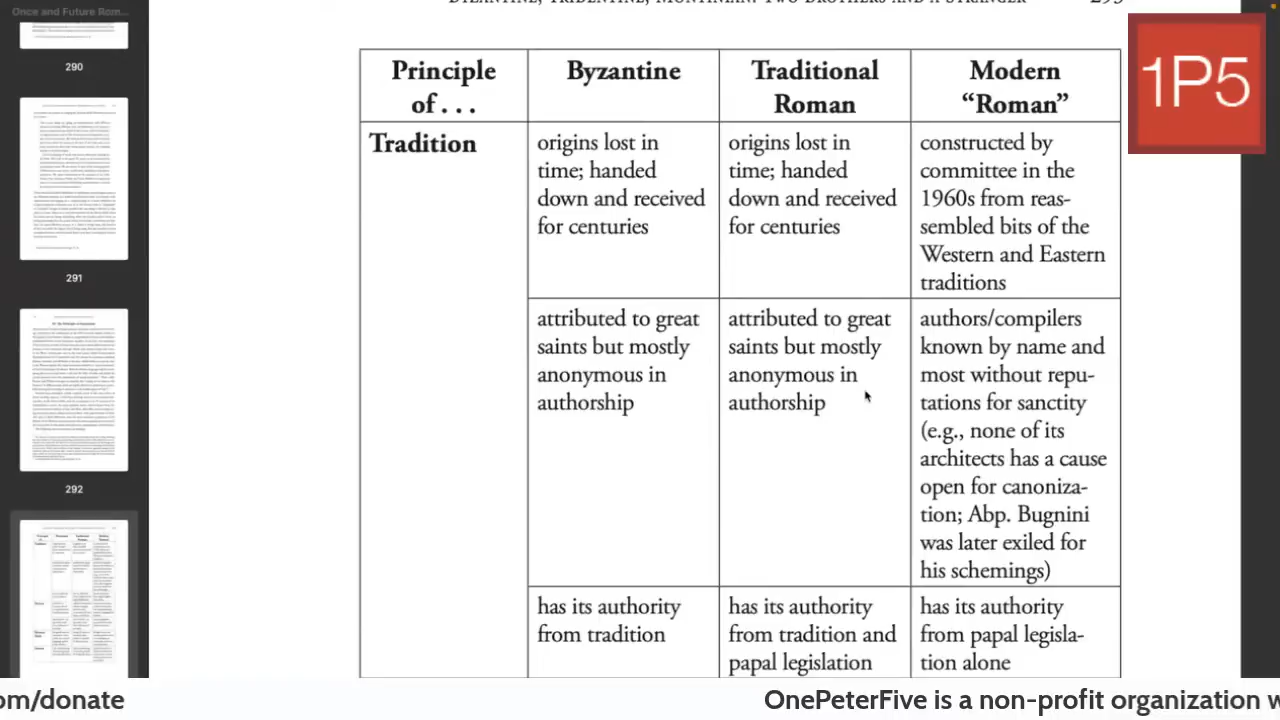 Once and Future Rom...
290
291
292
BYZANTINE, TRIDENTINE, MONTINIAN: TWO BROTHERS AND A STRANGER 293
1P5
Principle of . . .
Byzantine
Traditional Roman
Modern “Roman”
Tradition
origins lost in
time; handed
down and received
for centuries
origins lost in
time; handed
down and received
for centuries
constructed by
committee in the
1960s from reas-
sembled bits of the
Western and Eastern
traditions
attributed to great
saints but mostly
anonymous in
authorship
attributed to great
saints but mostly
anonymous in
authorship
authors/compilers
known by name and
most without repu-
tations for sanctity
(e.g., none of its
architects has a cause
open for canoniza-
tion; Abp. Bugnini
was later exiled for
his schemings)
has its authority
from tradition
has its authority
from tradition and
papal legislation
has its authority
from papal legisla-
tion alone
om/donate
OnePeterFive is a non-profit organization w